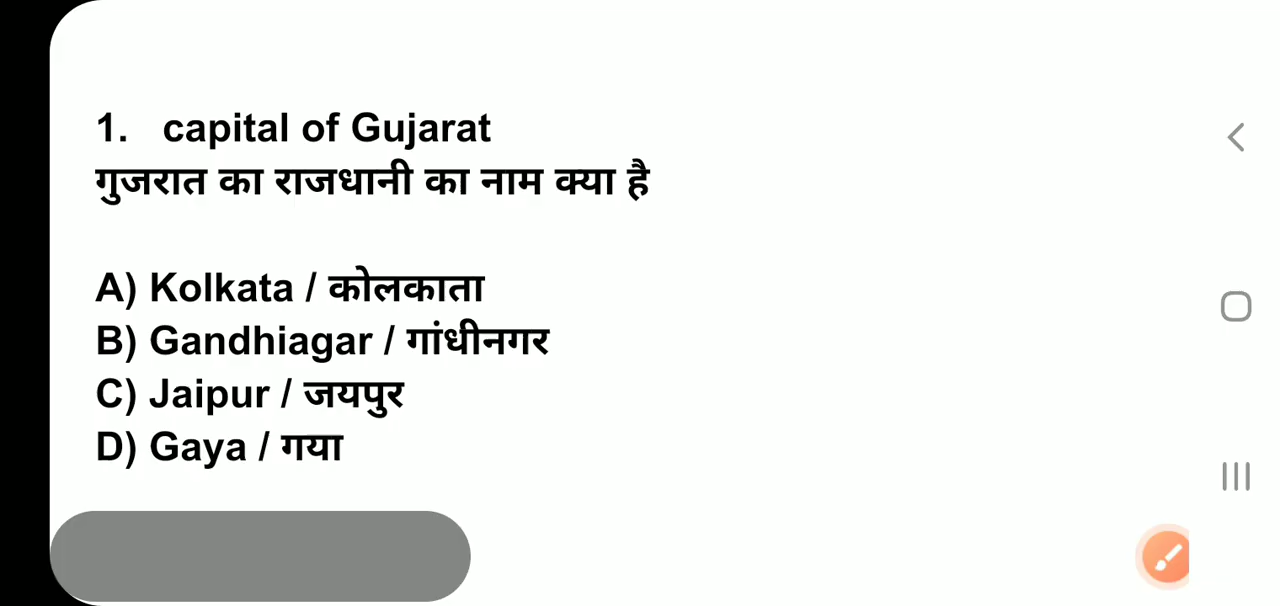 1. capital of Gujarat
गुजरात का राजधानी का नाम क्या है
A) Kolkata / कोलकाता
B) Gandhiagar / गांधीनगर
C) Jaipur / जयपुर
D) Gaya / गया